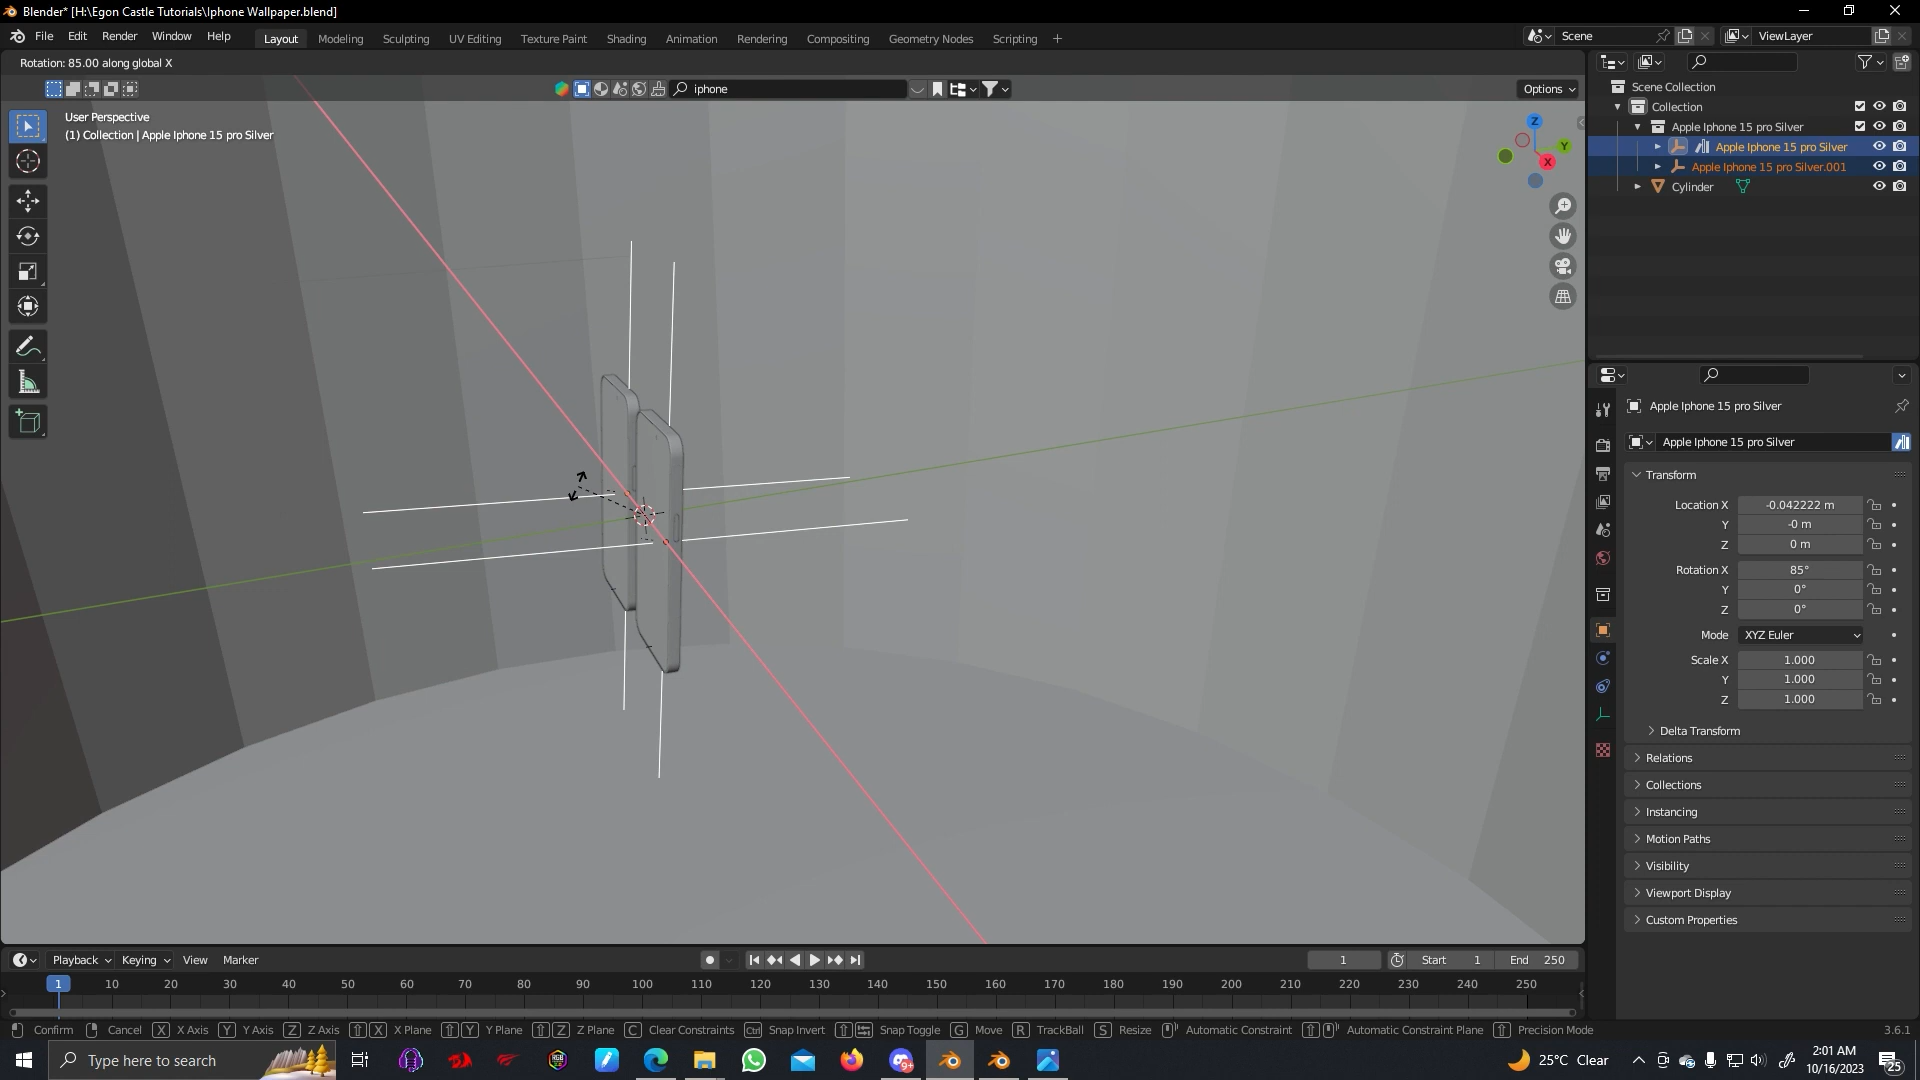 Blender* [H:\Egon Castle Tutorials\Iphone Wallpaper.blend]
File Edit Render Window Help Layout Modeling Sculpting UV Editing Texture Paint Shading Animation Rendering Compositing Geometry Nodes Scripting + Scene ViewLayer
Rotation: 85.00 along global X
iphone Options
User Perspective
(1) Collection | Apple Iphone 15 pro Silver
Z
Y
X
Scene Collection
Collection
Apple Iphone 15 pro Silver
Apple Iphone 15 pro Silver
Apple Iphone 15 pro Silver.001
Cylinder
Apple Iphone 15 pro Silver
Apple Iphone 15 pro Silver
Transform
Location X -0.042222 m
Y -0 m
Z 0 m
Rotation X 85°
Y 0°
Z 0°
Mode XYZ Euler
Scale X 1.000
Y 1.000
Z 1.000
Delta Transform
Relations
Collections
Instancing
Motion Paths
Visibility
Viewport Display
Custom Properties
Playback Keying View Marker 1 Start 1 End 250
1 10 20 30 40 50 60 70 80 90 100 110 120 130 140 150 160 170 180 190 200 210 220 230 240 250
Confirm Cancel X X Axis Y Y Axis Z Z Axis X X Plane Y Y Plane Z Z Plane C Clear Constraints Ctrl Snap Invert Snap Toggle G Move R TrackBall S Resize Automatic Constraint Automatic Constraint Plane Precision Mode 3.6.1
Type here to search 9+ 25°C Clear 2:01 AM
10/16/2023 25